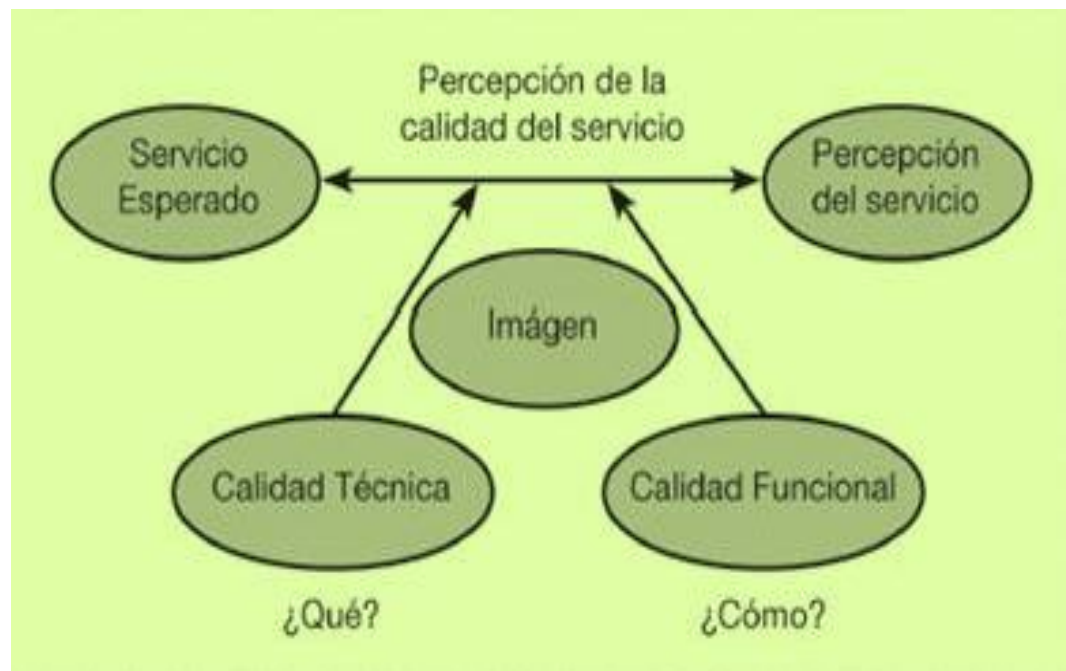 Percepción de la
calidad del servicio
Servicio
Esperado
Percepción
del servicio
Imágen
Calidad Técnica
Calidad Funcional
¿Qué?
¿Cómo?